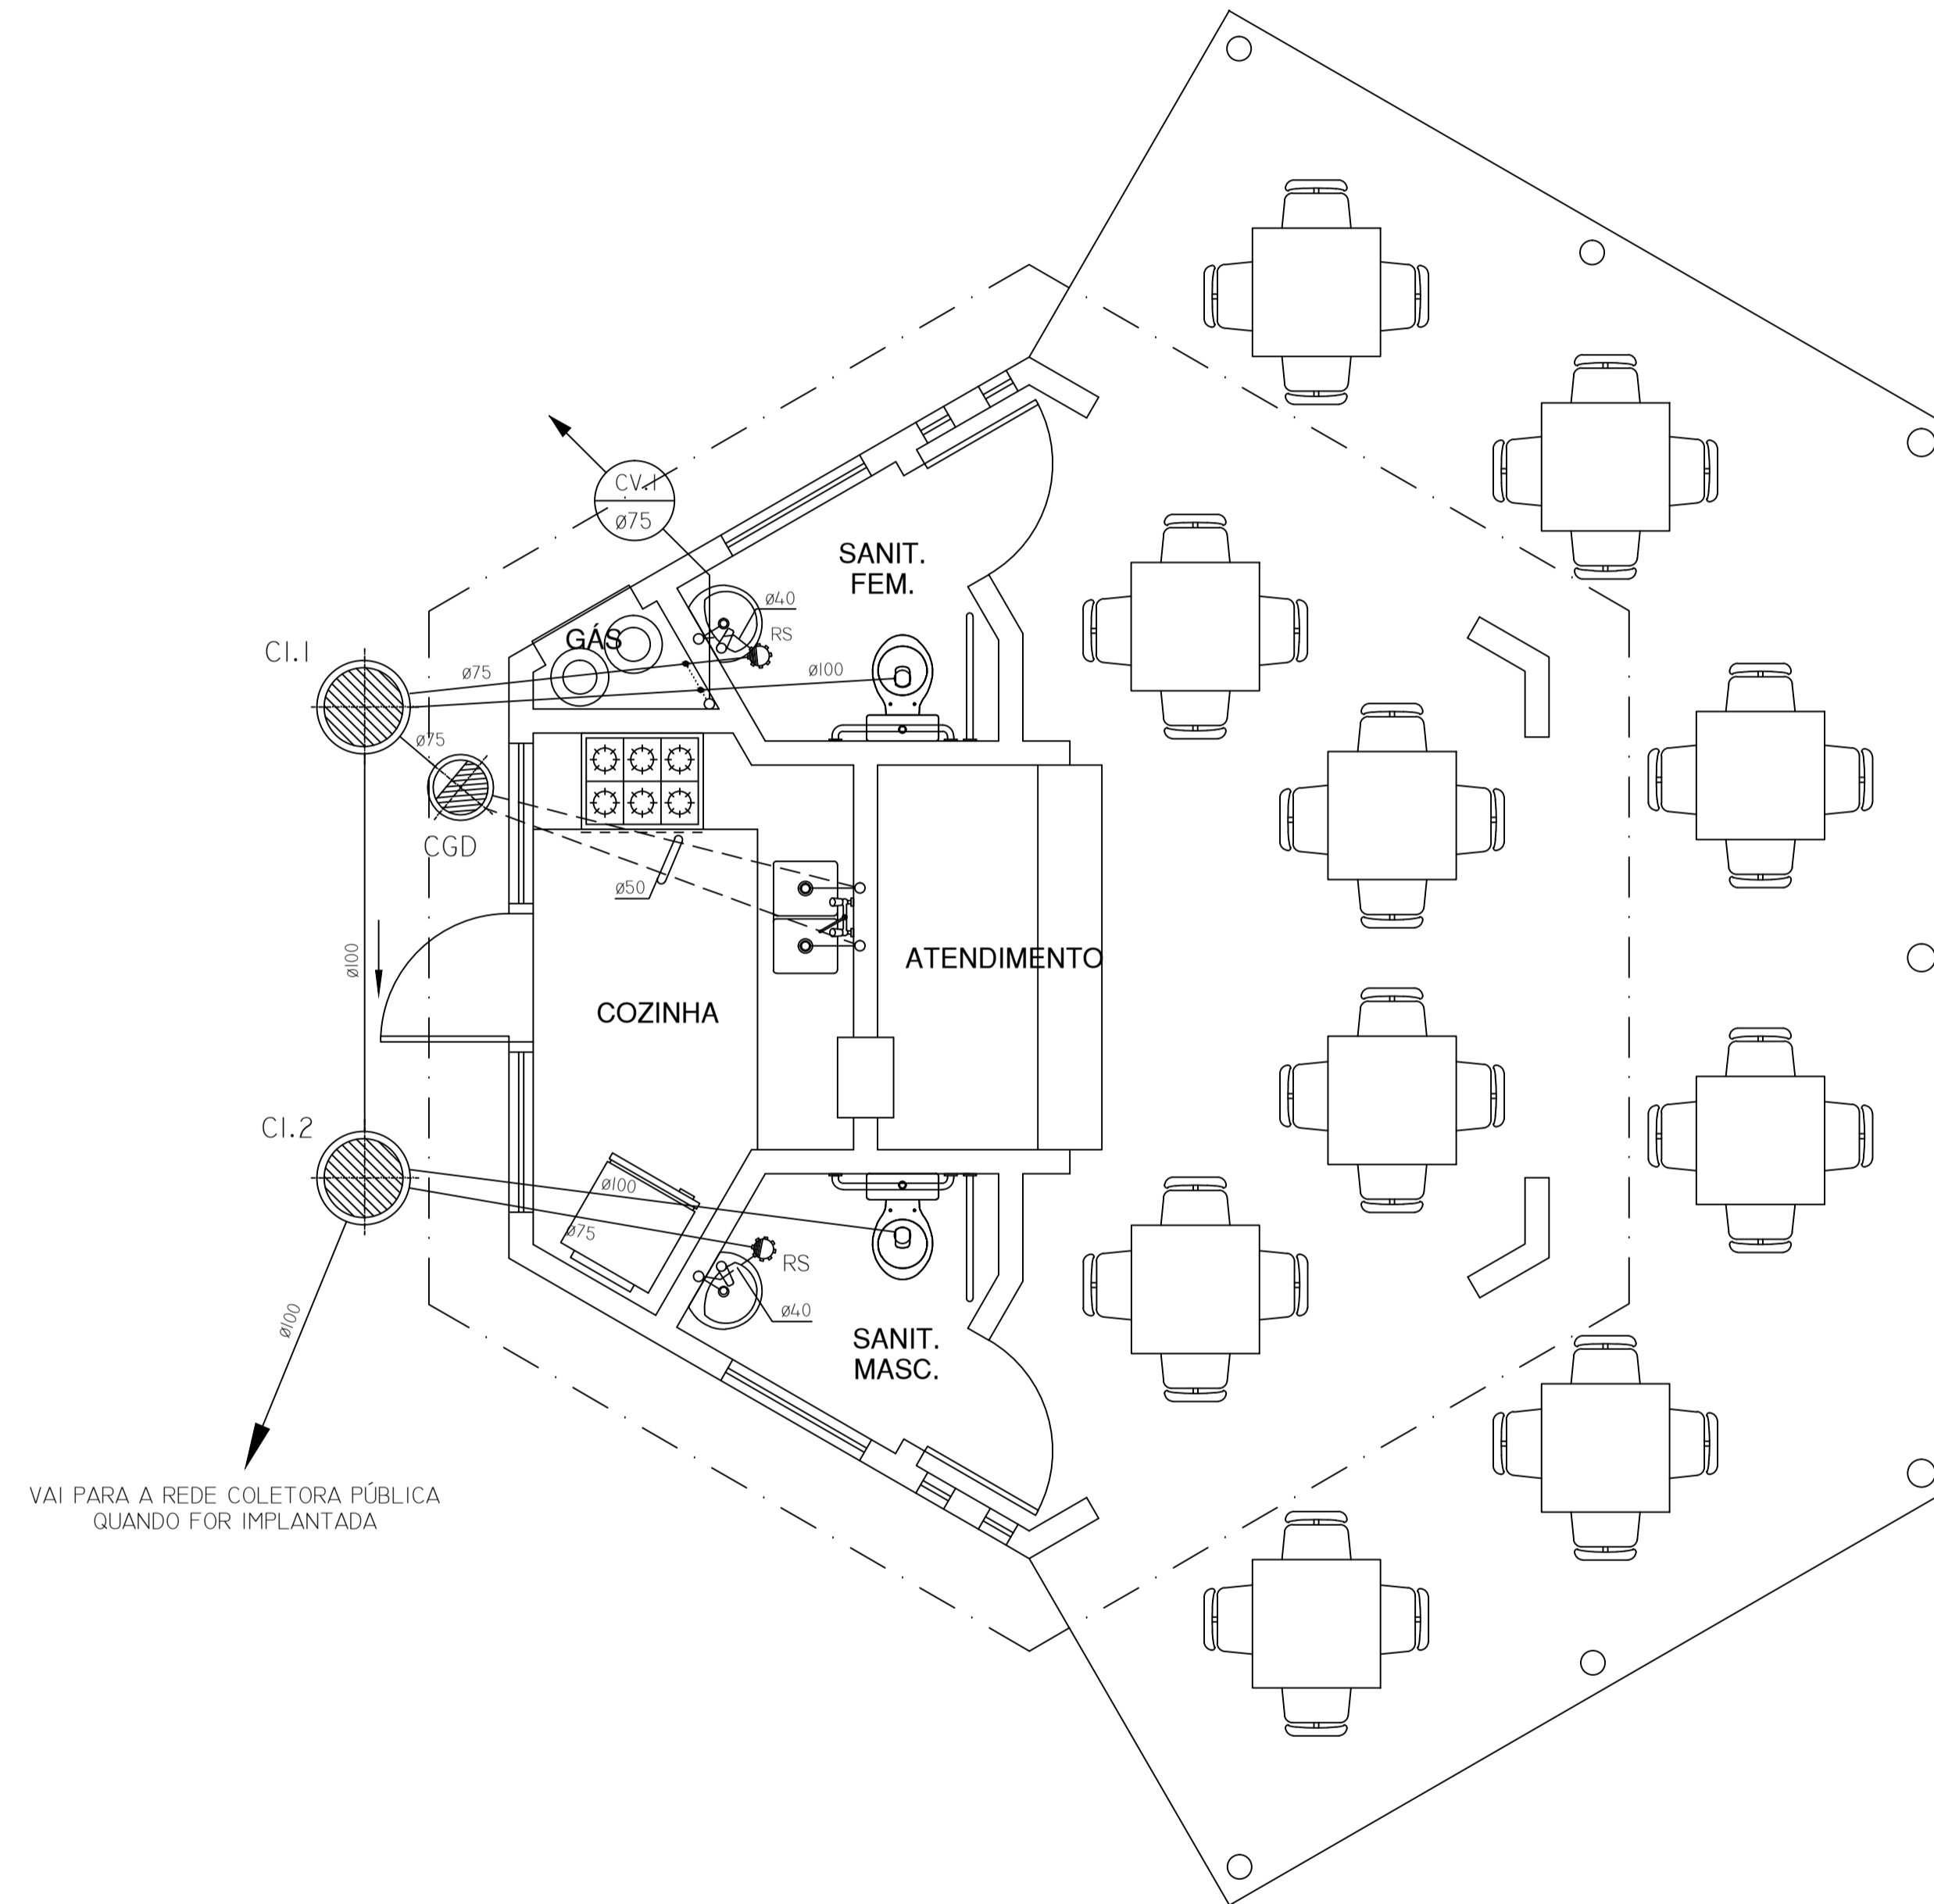 CV.1
Ø75
SANIT.
FEM.
Ø40
RS
GÁS
CI.1
Ø75
Ø100
Ø75
CGD
Ø50
Ø100
ATENDIMENTO
COZINHA
CI.2
Ø100
Ø75
RS
Ø40
Ø100
SANIT.
MASC.
VAI PARA A REDE COLETORA PÚBLICA
QUANDO FOR IMPLANTADA